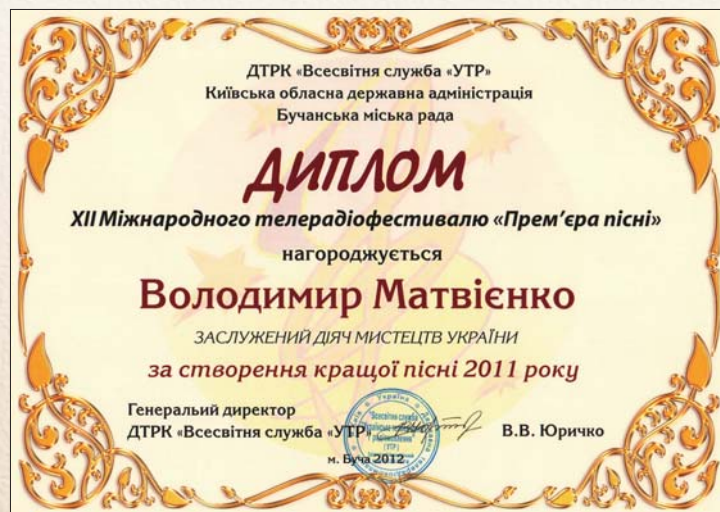 ДТРК «Всесвітня служба «УТР»
Київська обласна державна адміністрація
Бучанська міська рада
ДИПЛОМ
XII Міжнародного телерадіофестивалю «Прем’єра пісні»
нагороджується
Володимир Матвієнко
ЗАСЛУЖЕНИЙ ДІЯЧ МИСТЕЦТВ УКРАЇНИ
за створення кращої пісні 2011 року
Генеральий директор
ДТРК «Всесвітня служба «УТР»
В.В. Юричко
м. Буча 2012